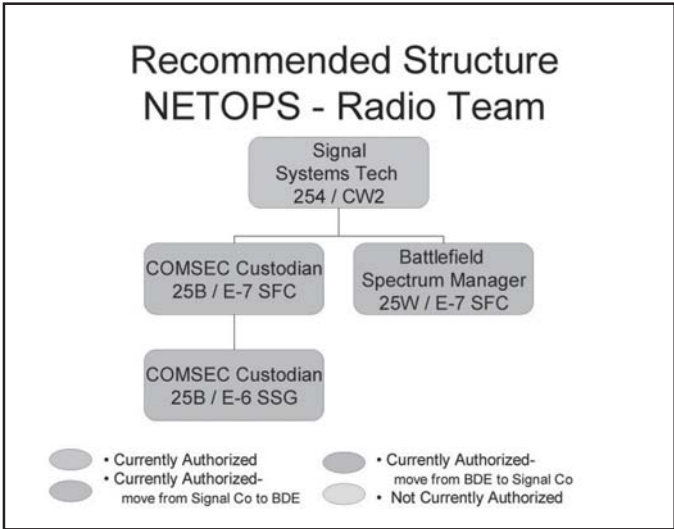 Recommended Structure
NETOPS - Radio Team
Signal
Systems Tech
254 / CW2
COMSEC Custodian
25B / E-7 SFC
Battlefield
Spectrum Manager
25W / E-7 SFC
COMSEC Custodian
25B / E-6 SSG
• Currently Authorized
• Currently Authorized-
move from Signal Co to BDE
• Currently Authorized-
move from BDE to Signal Co
• Not Currently Authorized